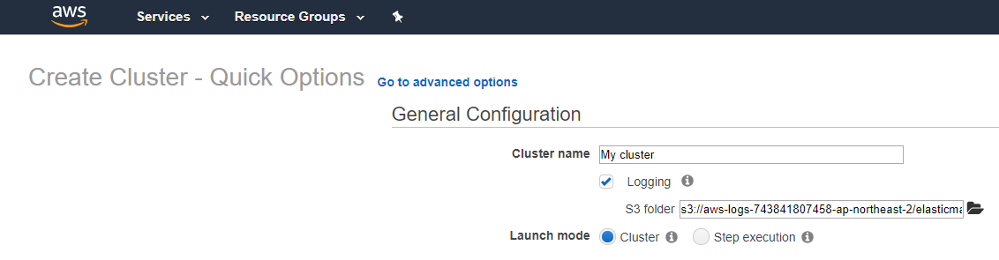 aws Services Resource Groups
Create Cluster - Quick Options Go to advanced options
General Configuration
Cluster name My cluster
Logging
S3 folder s3://aws-logs-743841807458-ap-northeast-2/elasticma
Launch mode Cluster Step execution